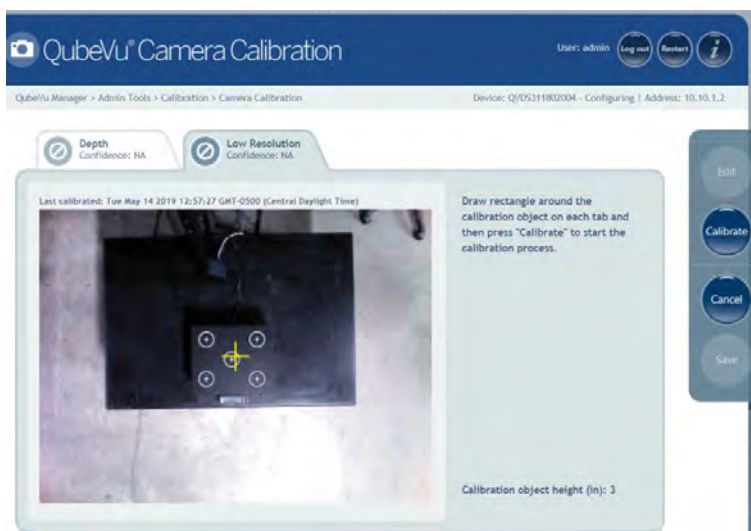 QubeVu® Camera Calibration
User: admin
Log out
Restart
i
QubeVu Manager > Admin Tools > Calibration > Camera Calibration
Device: QVDS311802004 - Configuring | Address: 10.10.1.2
Depth
Confidence: NA
Low Resolution
Confidence: NA
Edit
Last calibrated: Tue May 14 2019 12:57:27 GMT-0500 (Central Daylight Time)
Draw rectangle around the
calibration object on each tab and
then press "Calibrate" to start the
calibration process.
Calibrate
Cancel
Save
Calibration object height (in): 3